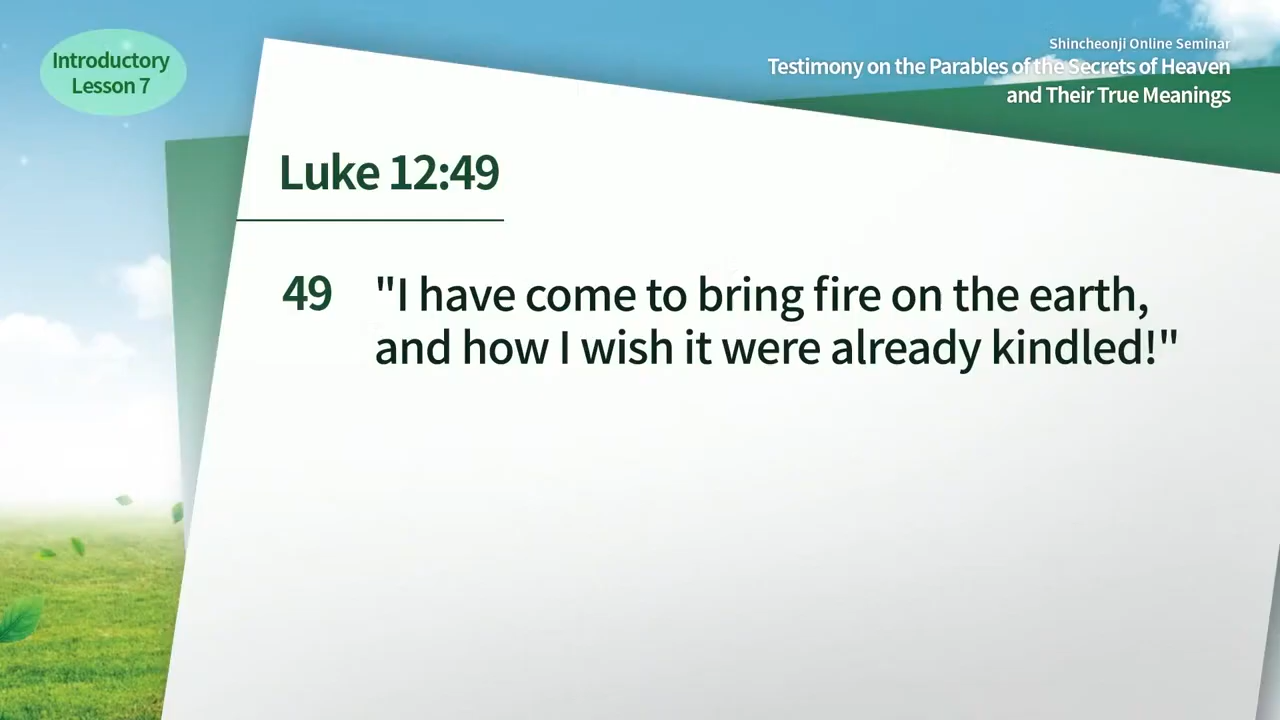 Introductory
Lesson 7
Shincheonji Online Seminar
Testimony on the Parables of the Secrets of Heaven
and Their True Meanings
Luke 12:49
49 "I have come to bring fire on the earth,
and how I wish it were already kindled!"